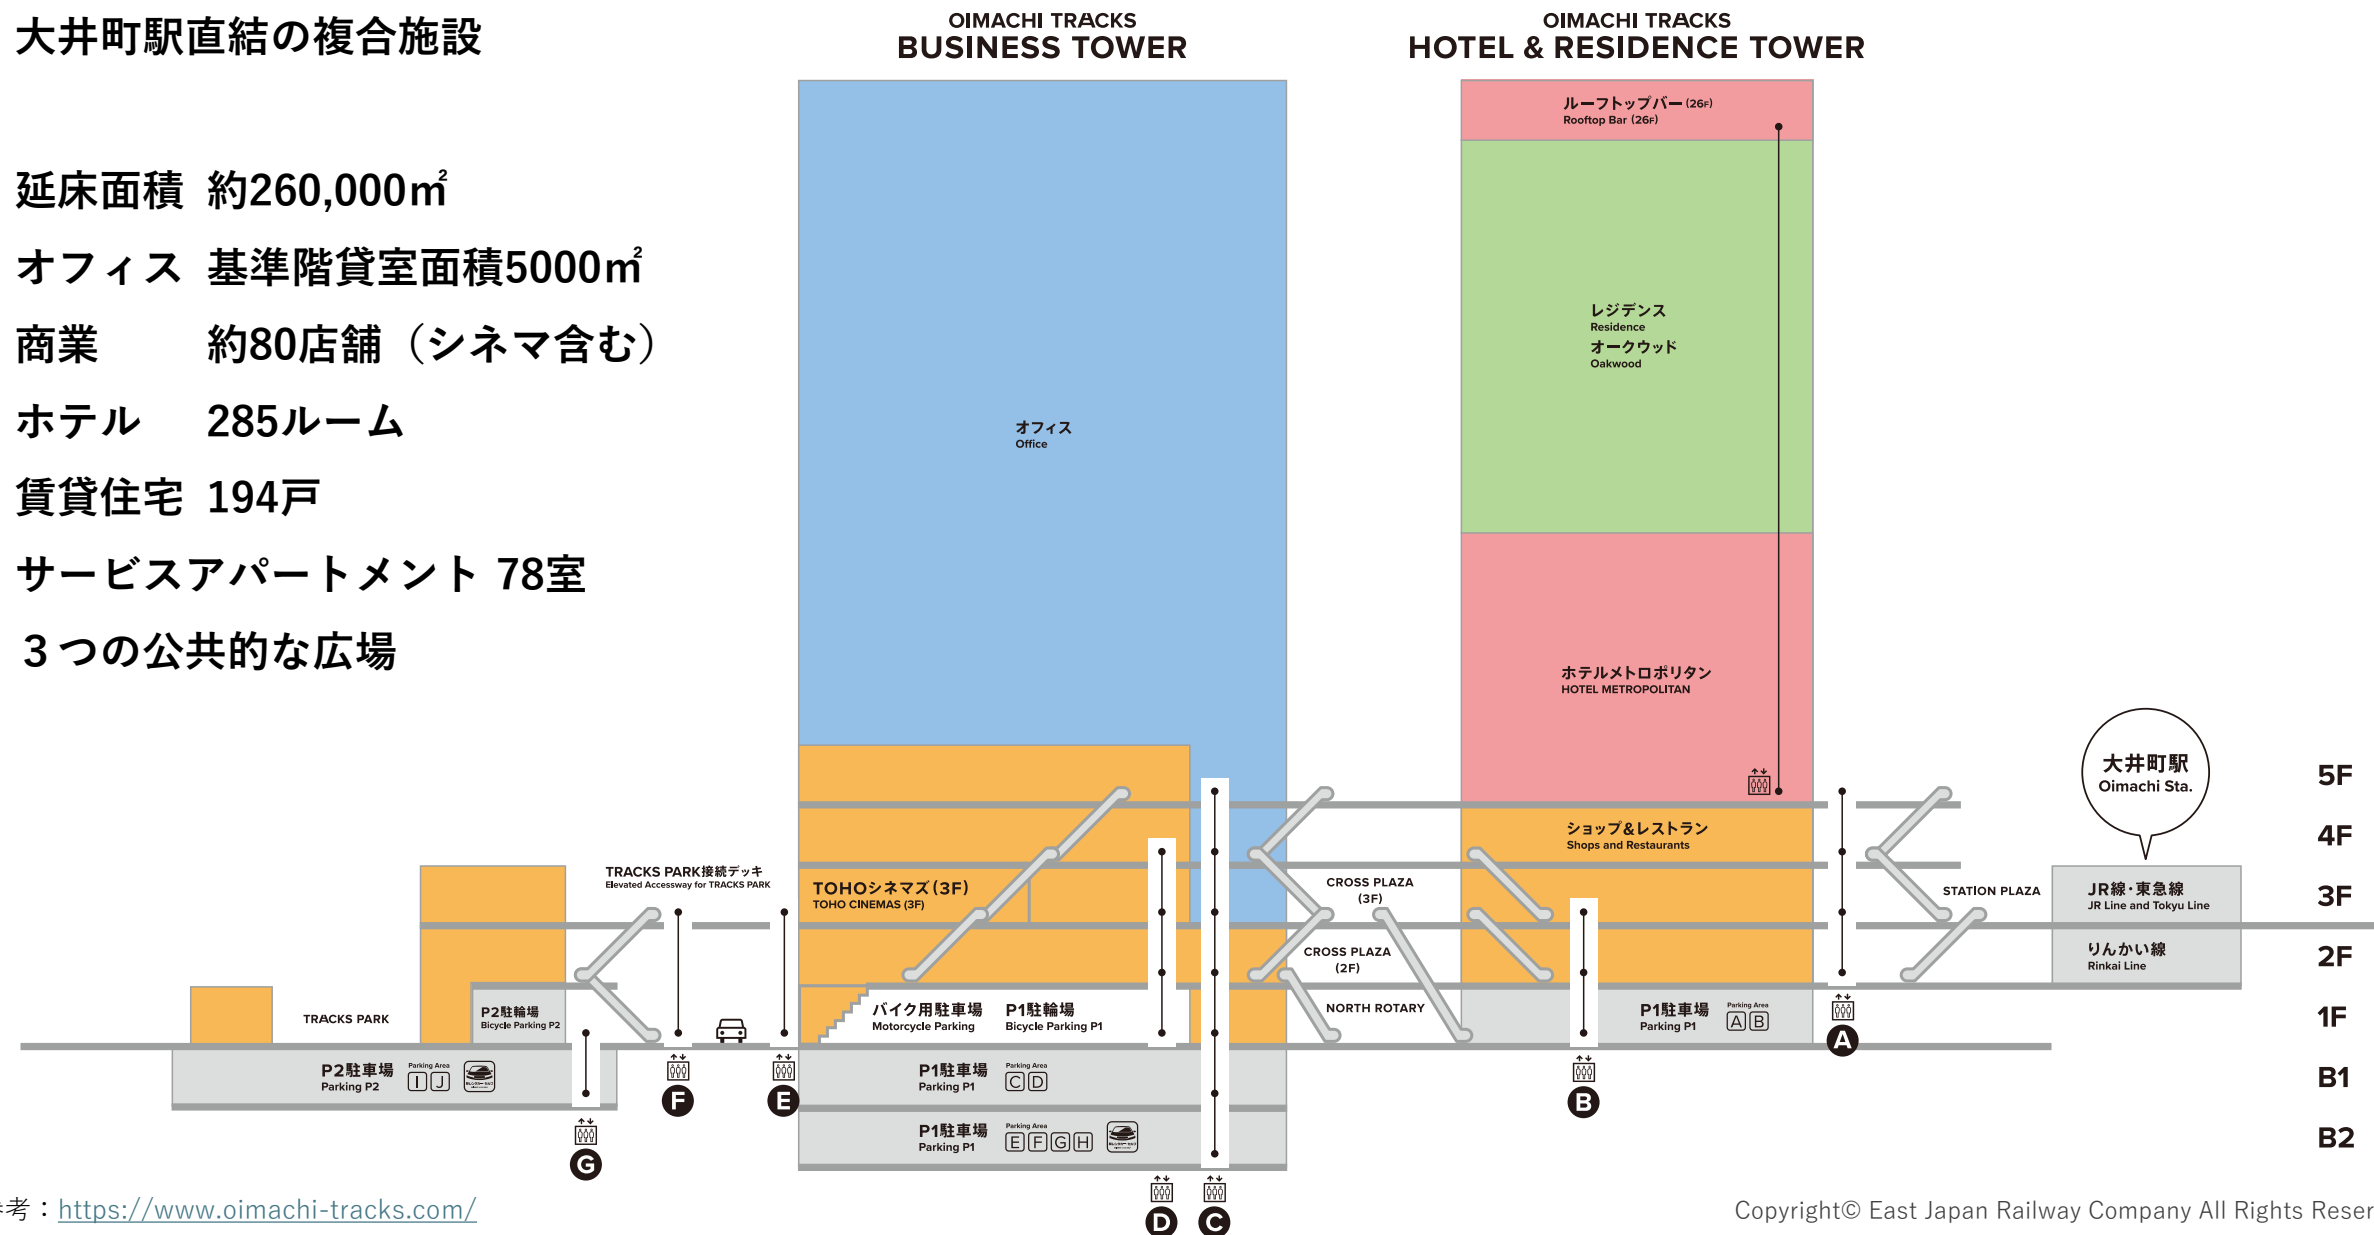 大井町駅直結の複合施設
延床面積 約260,000㎡
オフィス 基準階貸室面積5000㎡
商業 約80店舗（シネマ含む）
ホテル 285ルーム
賃貸住宅 194戸
サービスアパートメント 78室
３つの公共的な広場
OIMACHI TRACKS
BUSINESS TOWER
OIMACHI TRACKS
HOTEL & RESIDENCE TOWER
ルーフトップバー(26F)
Rooftop Bar (26F)
レジデンス
Residence
オークウッド
Oakwood
オフィス
Office
ホテルメトロポリタン
HOTEL METROPOLITAN
大井町駅
Oimachi Sta.
5F
4F
3F
2F
1F
B1
B2
ショップ&レストラン
Shops and Restaurants
TRACKS PARK接続デッキ
Elevated Accessway for TRACKS PARK
TOHOシネマズ(3F)
TOHO CINEMAS (3F)
CROSS PLAZA
(3F)
STATION PLAZA
JR線・東急線
JR Line and Tokyu Line
CROSS PLAZA
(2F)
りんかい線
Rinkai Line
TRACKS PARK
P2駐輪場
Bicycle Parking P2
バイク用駐車場
Motorcycle Parking
P1駐輪場
Bicycle Parking P1
NORTH ROTARY
P1駐車場
Parking P1
Parking Area
A B
P2駐車場
Parking P2
Parking Area
I J
P1駐車場
Parking P1
Parking Area
C D
P1駐車場
Parking P1
Parking Area
E F G H
G
F
E
D
C
B
A
考：https://www.oimachi-tracks.com/
Copyright© East Japan Railway Company All Rights Reser